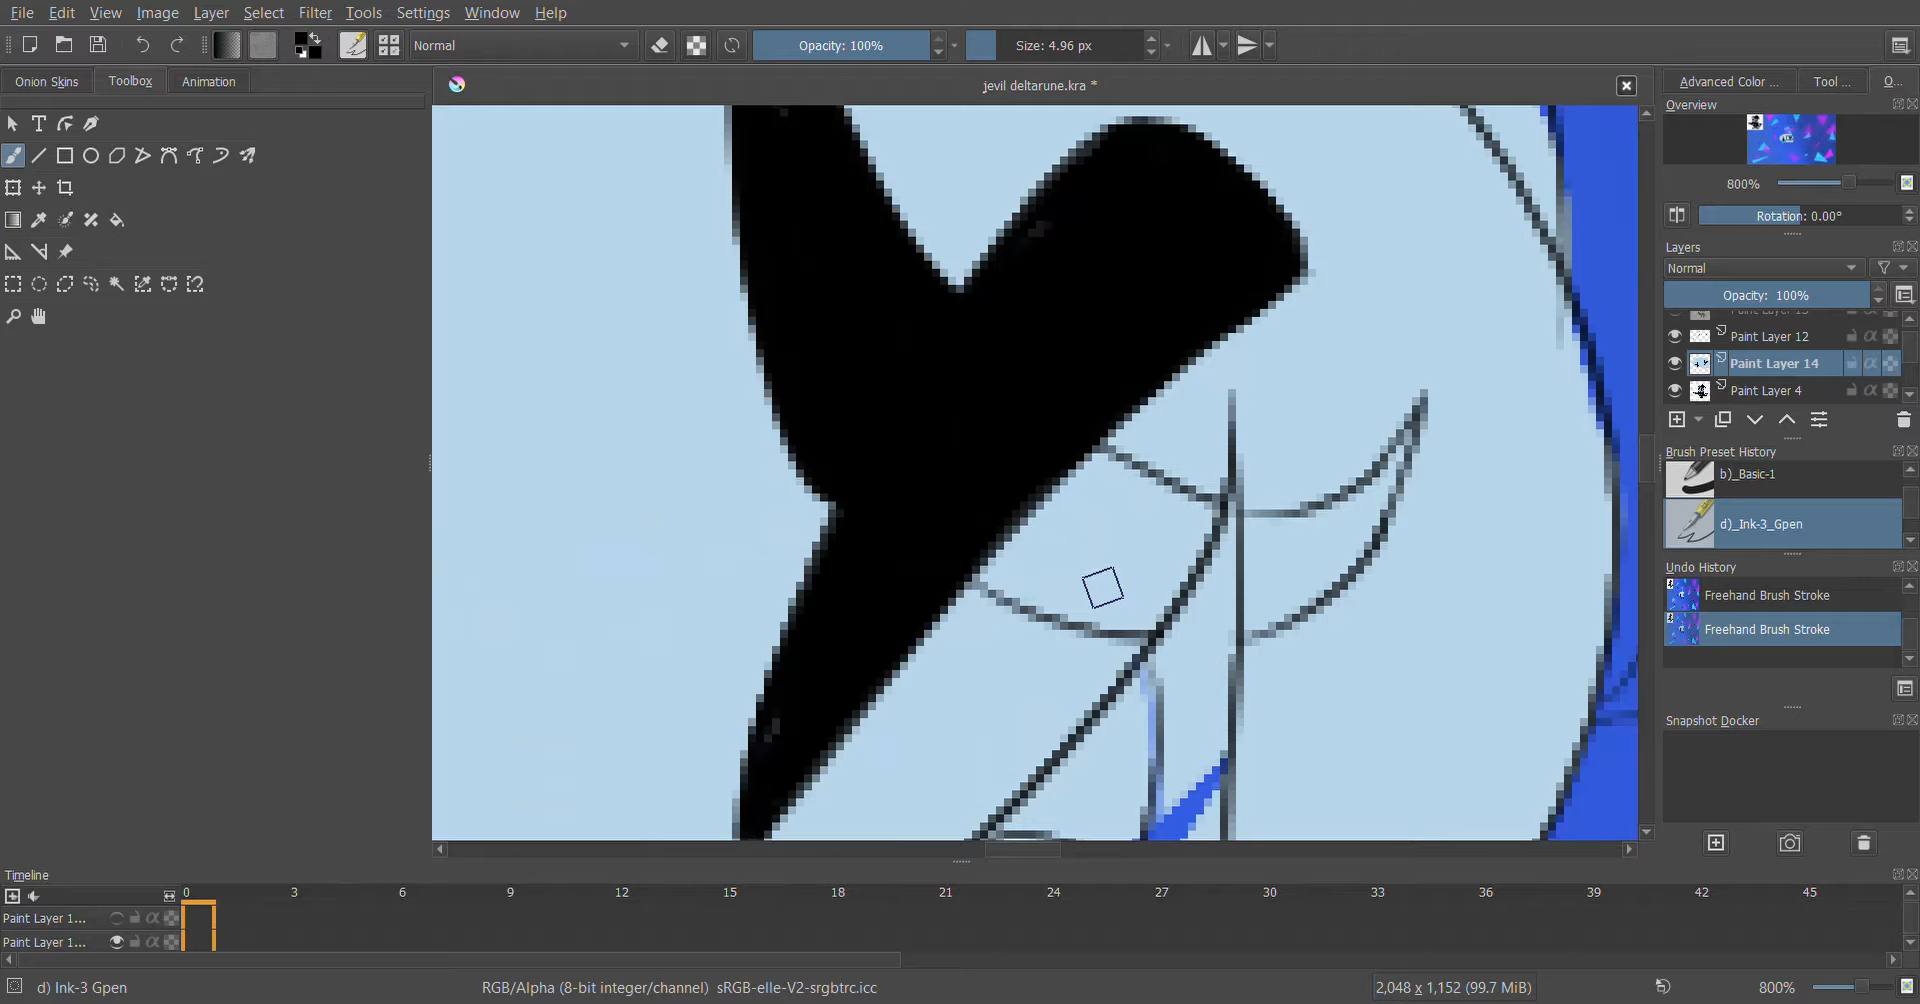 File Edit View Image Layer Select Filter Tools Settings Window Help
Normal Opacity: 100% Size: 4.96 px
Onion Skins Toolbox Animation
jevil deltarune.kra *
Advanced Color ... Tool ... O...
Overview
800%
Rotation: 0.00°
Layers
Normal
Opacity: 100%
Paint Layer 12
Paint Layer 14
Paint Layer 4
Brush Preset History
b)_Basic-1
d)_Ink-3_Gpen
Undo History
Freehand Brush Stroke
Freehand Brush Stroke
Snapshot Docker
Timeline
0 3 6 9 12 15 18 21 24 27 30 33 36 39 42 45
Paint Layer 1...
Paint Layer 1...
d) Ink-3 Gpen
RGB/Alpha (8-bit integer/channel) sRGB-elle-V2-srgbtrc.icc
2,048 x 1,152 (99.7 MiB)
800%